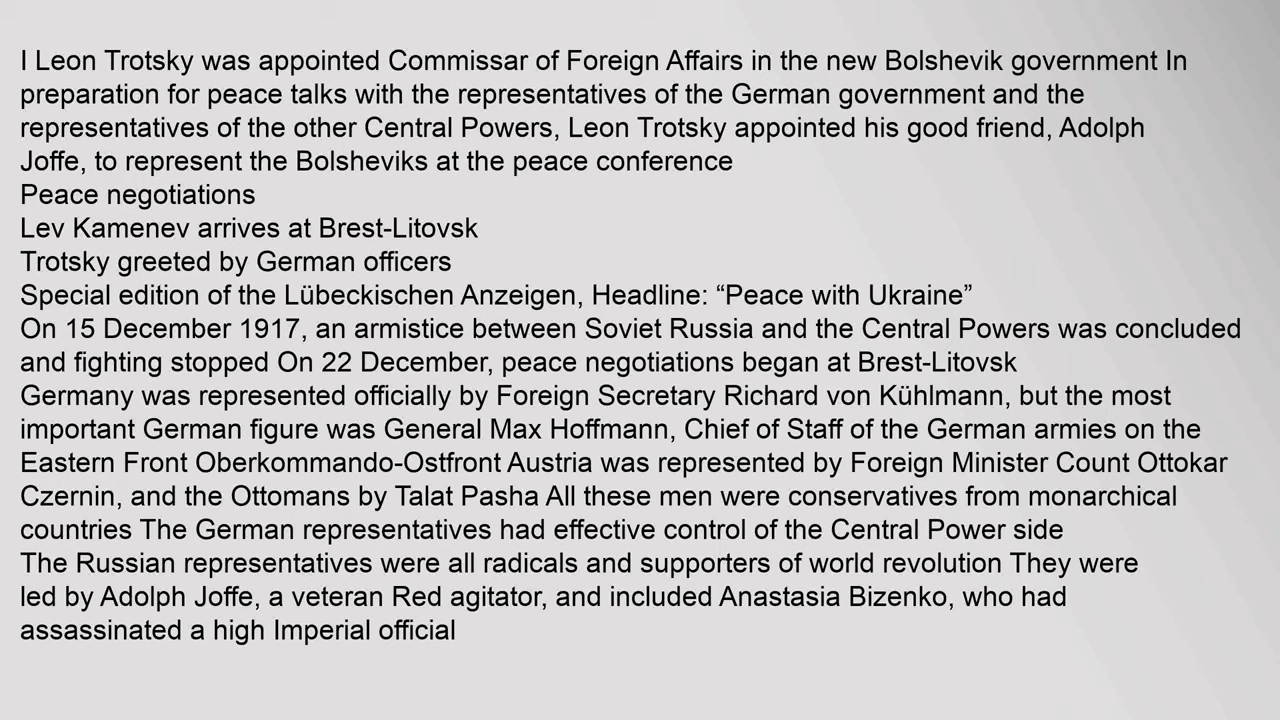 I Leon Trotsky was appointed Commissar of Foreign Affairs in the new Bolshevik government In
preparation for peace talks with the representatives of the German government and the
representatives of the other Central Powers, Leon Trotsky appointed his good friend, Adolph
Joffe, to represent the Bolsheviks at the peace conference
Peace negotiations
Lev Kamenev arrives at Brest-Litovsk
Trotsky greeted by German officers
Special edition of the Lübeckischen Anzeigen, Headline: “Peace with Ukraine”
On 15 December 1917, an armistice between Soviet Russia and the Central Powers was concluded
and fighting stopped On 22 December, peace negotiations began at Brest-Litovsk
Germany was represented officially by Foreign Secretary Richard von Kühlmann, but the most
important German figure was General Max Hoffmann, Chief of Staff of the German armies on the
Eastern Front Oberkommando-Ostfront Austria was represented by Foreign Minister Count Ottokar
Czernin, and the Ottomans by Talat Pasha All these men were conservatives from monarchical
countries The German representatives had effective control of the Central Power side
The Russian representatives were all radicals and supporters of world revolution They were
led by Adolph Joffe, a veteran Red agitator, and included Anastasia Bizenko, who had
assassinated a high Imperial official